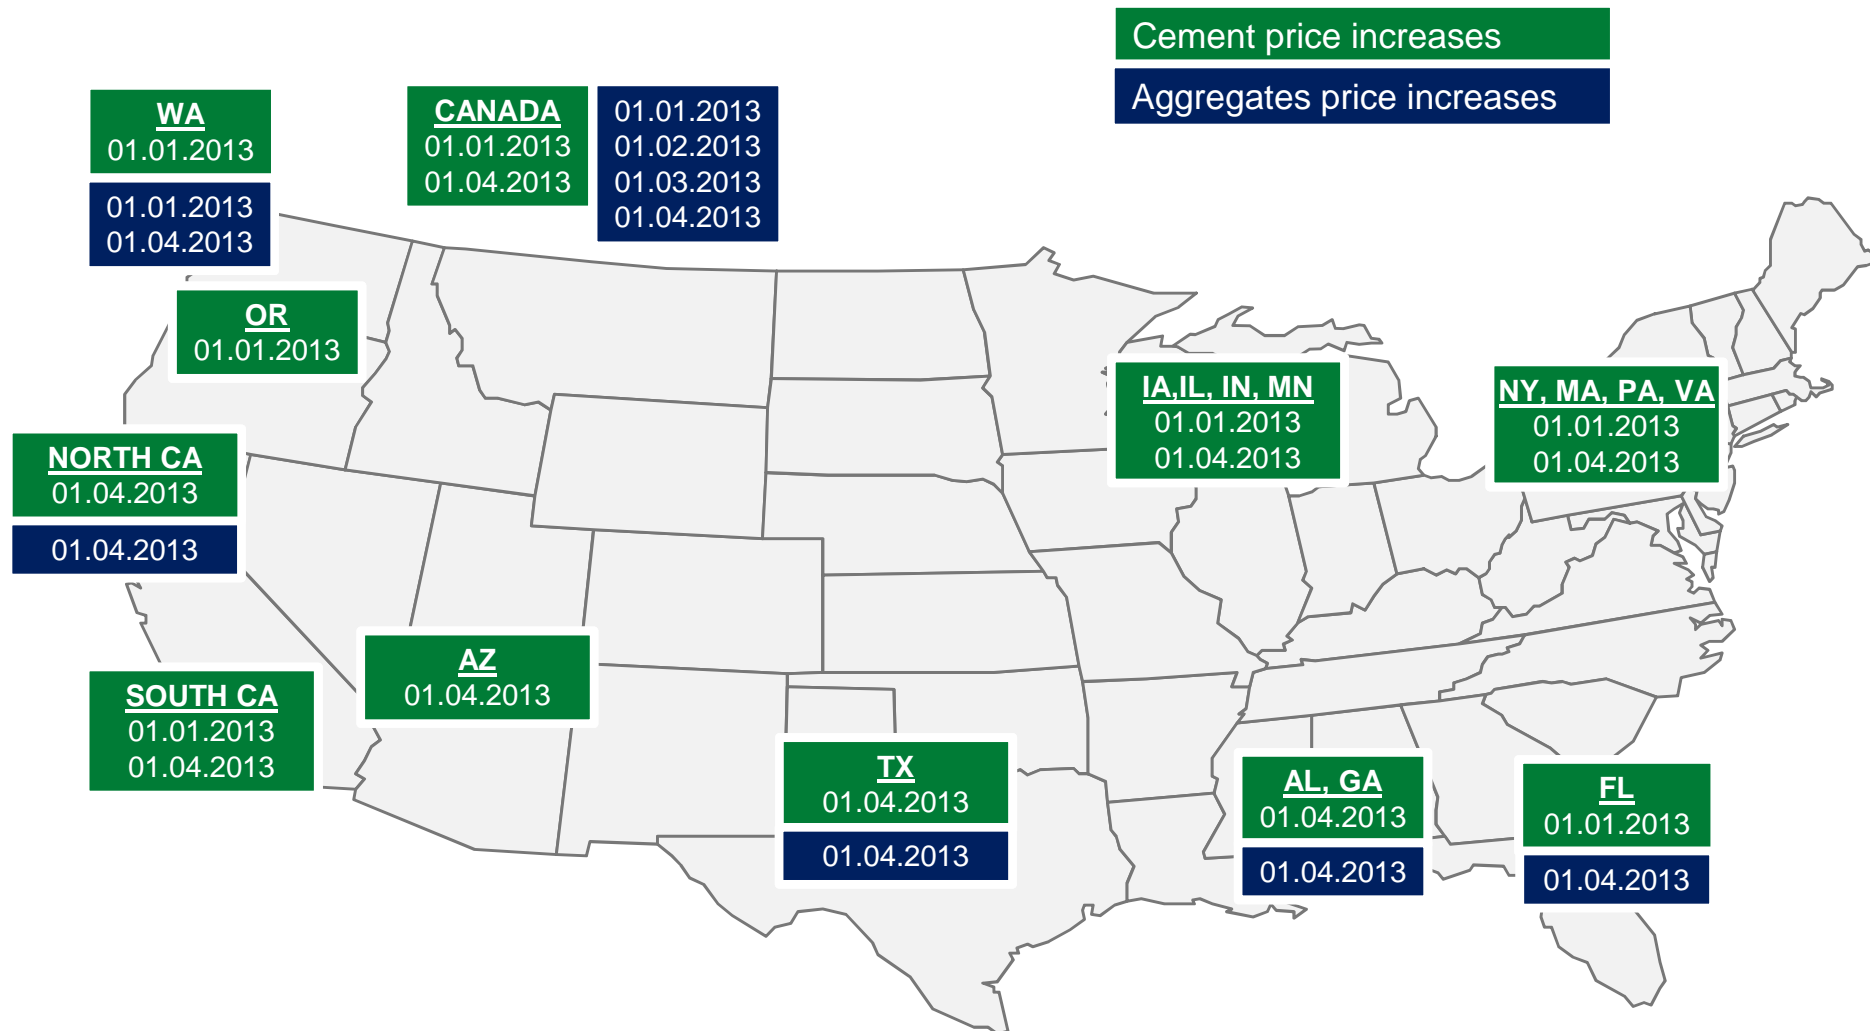 Cement price increases
Aggregates price increases
WA
01.01.2013
01.01.2013
01.04.2013
CANADA
01.01.2013
01.04.2013
01.01.2013
01.02.2013
01.03.2013
01.04.2013
OR
01.01.2013
IA,IL, IN, MN
01.01.2013
01.04.2013
NY, MA, PA, VA
01.01.2013
01.04.2013
NORTH CA
01.04.2013
01.04.2013
SOUTH CA
01.01.2013
01.04.2013
AZ
01.04.2013
TX
01.04.2013
01.04.2013
AL, GA
01.04.2013
01.04.2013
FL
01.01.2013
01.04.2013